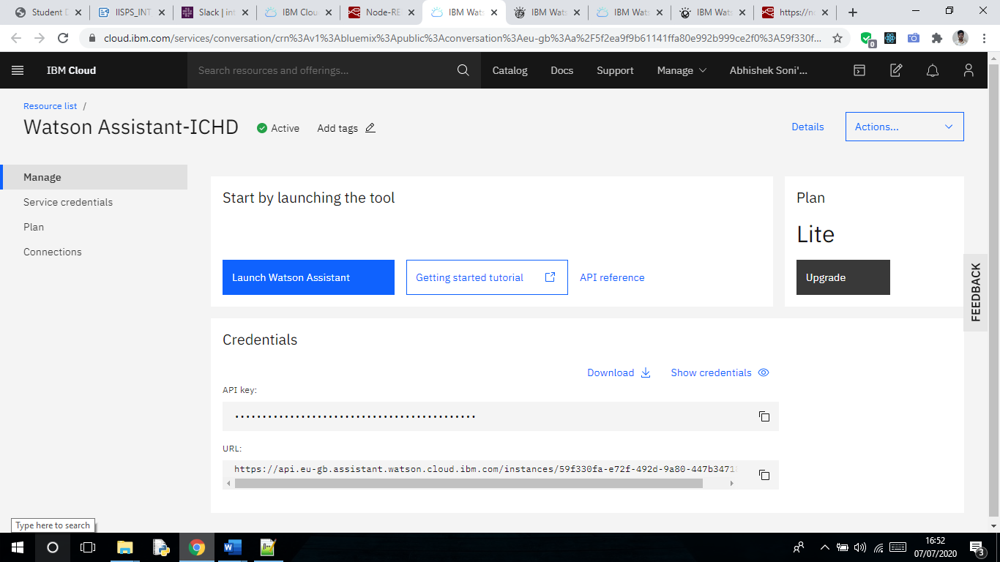 Student D IISPS_INT Slack | int IBM Clou Node-RE IBM Wats IBM Wats IBM Wats IBM Wats https://no
cloud.ibm.com/services/conversation/crn%3Av1%3Abluemix%3Apublic%3Aconversation%3Aeu-gb%3Aa%2F5f2ea9f9b61141ffa80e992b999ce2f0%3A59f330f...
0
IBM Cloud Search resources and offerings... Catalog Docs Support Manage Abhishek Soni'...
Resource list /
Watson Assistant-ICHD Active Add tags Details Actions...
Manage
Service credentials
Plan
Connections
Start by launching the tool
Launch Watson Assistant Getting started tutorial API reference
Plan
Lite
Upgrade
FEEDBACK
Credentials
Download Show credentials
API key:
URL:
https://api.eu-gb.assistant.watson.cloud.ibm.com/instances/59f330fa-e72f-492d-9a80-447b3471
Type here to search
16:52
07/07/2020
3